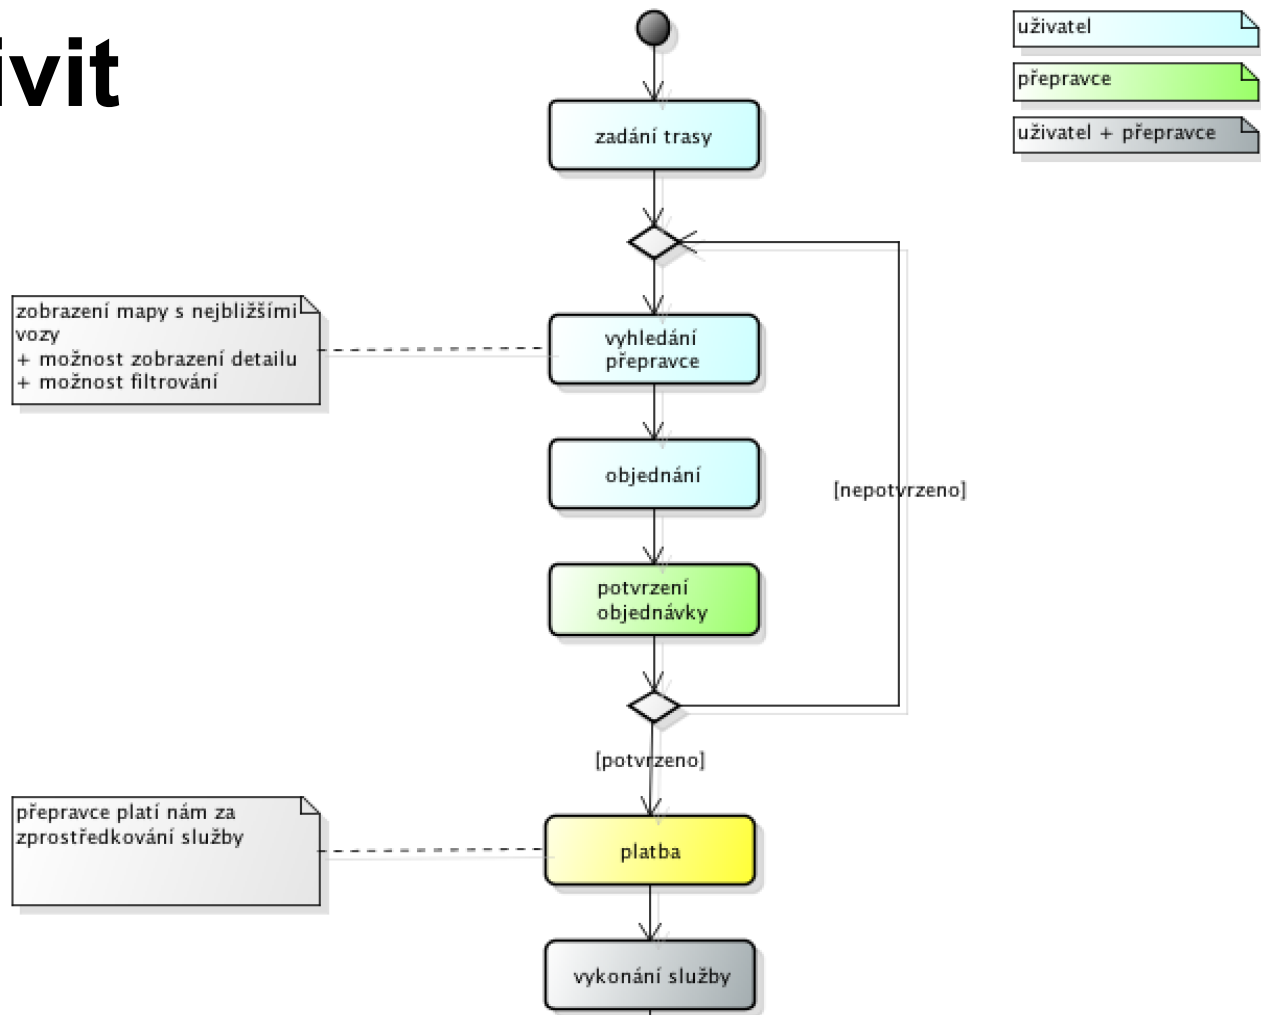 ivit
uživatel
přepravce
uživatel + přepravce
zadání trasy
zobrazení mapy s nejbližšími
vozy
+ možnost zobrazení detailu
+ možnost filtrování
vyhledání
přepravce
objednání
[nepotvrzeno]
potvrzení
objednávky
[potvrzeno]
přepravce platí nám za
zprostředkování služby
platba
vykonání služby